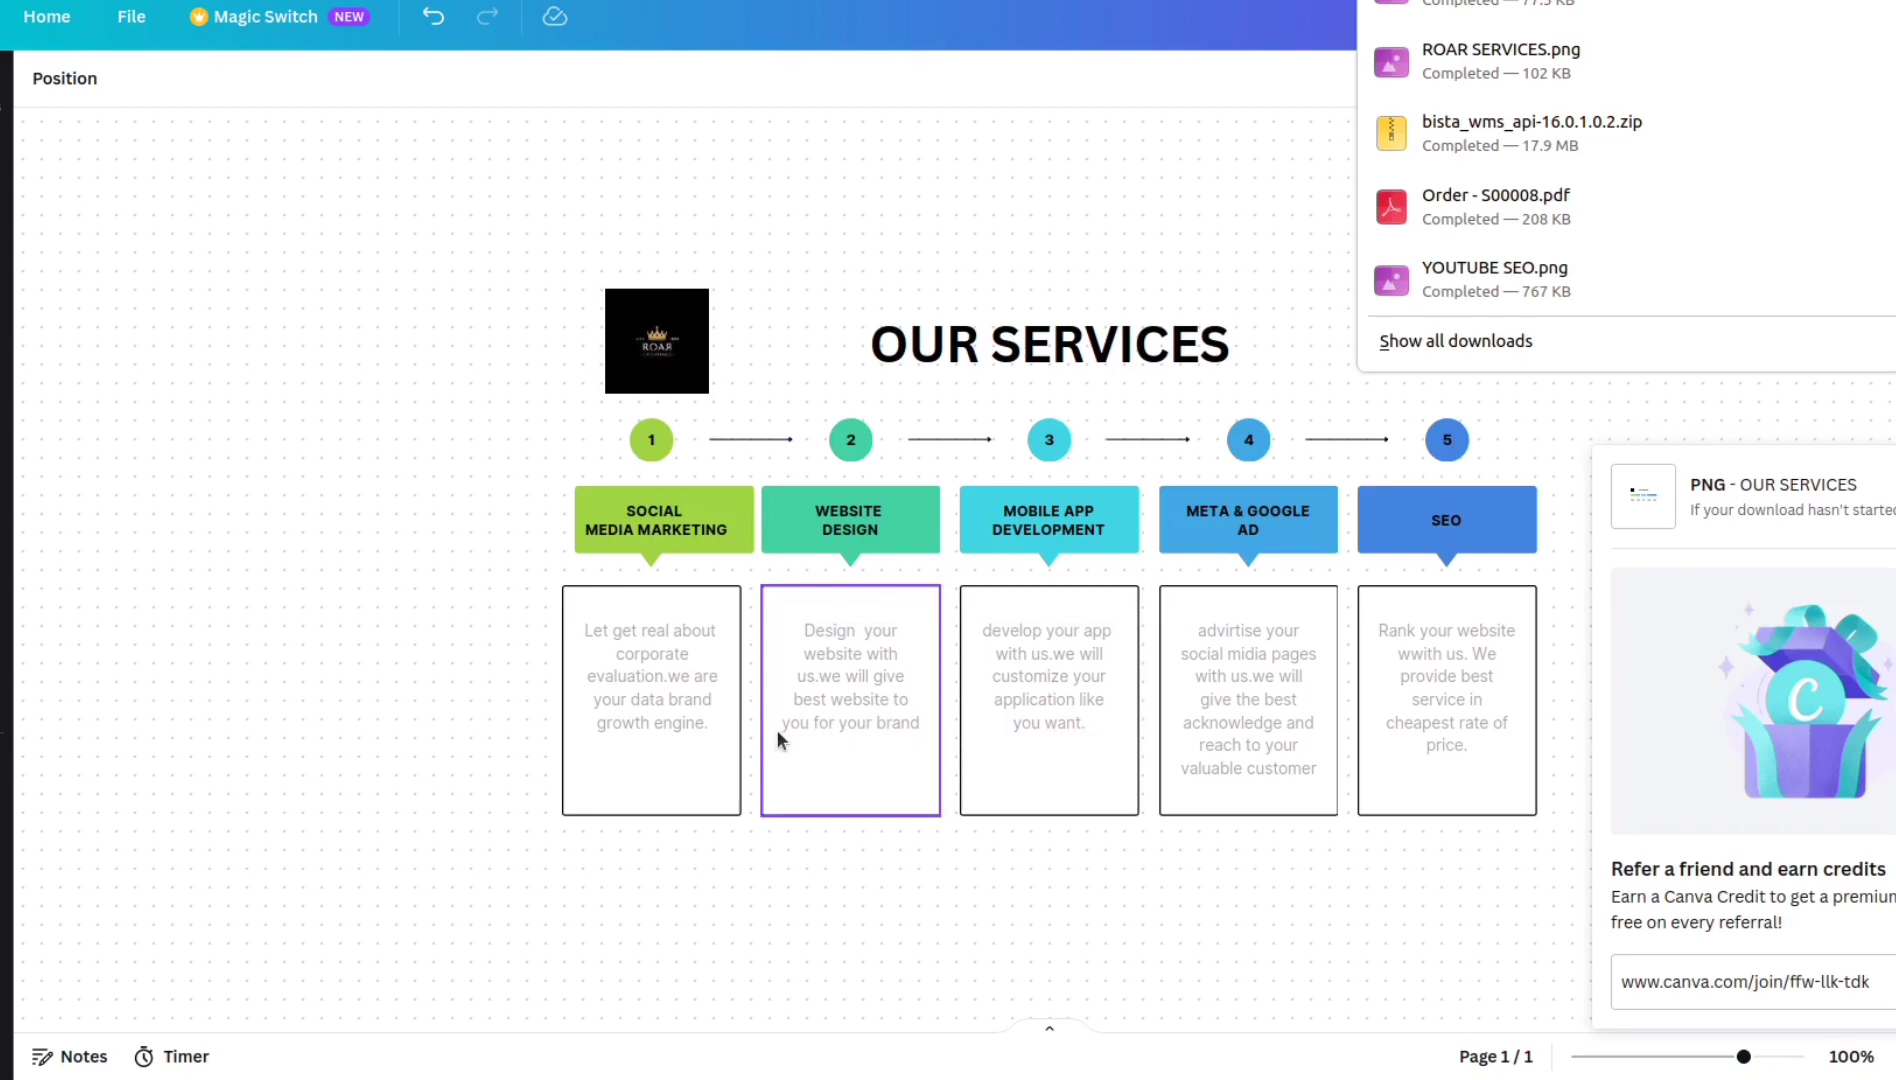 Home
File
Magic Switch NEW
Completed — 77.5 KB
ROAR SERVICES.png
Completed — 102 KB
bista_wms_api-16.0.1.0.2.zip
Completed — 17.9 MB
Order - S00008.pdf
Completed — 208 KB
YOUTUBE SEO.png
Completed — 767 KB
Show all downloads
Position
ROAR
OUR SERVICES
1
2
3
4
5
SOCIAL
MEDIA MARKETING
WEBSITE
DESIGN
MOBILE APP
DEVELOPMENT
META & GOOGLE
AD
SEO
Let get real about
corporate
evaluation.we are
your data brand
growth engine.
Design  your
website with
us.we will give
best website to
you for your brand
develop your app
with us.we will
customize your
application like
you want.
advirtise your
social midia pages
with us.we will
give the best
acknowledge and
reach to your
valuable customer
Rank your website
wwith us. We
provide best
service in
cheapest rate of
price.
PNG - OUR SERVICES
If your download hasn't started
C
Refer a friend and earn credits
Earn a Canva Credit to get a premium
free on every referral!
www.canva.com/join/ffw-llk-tdk
Notes
Timer
Page 1 / 1
100%